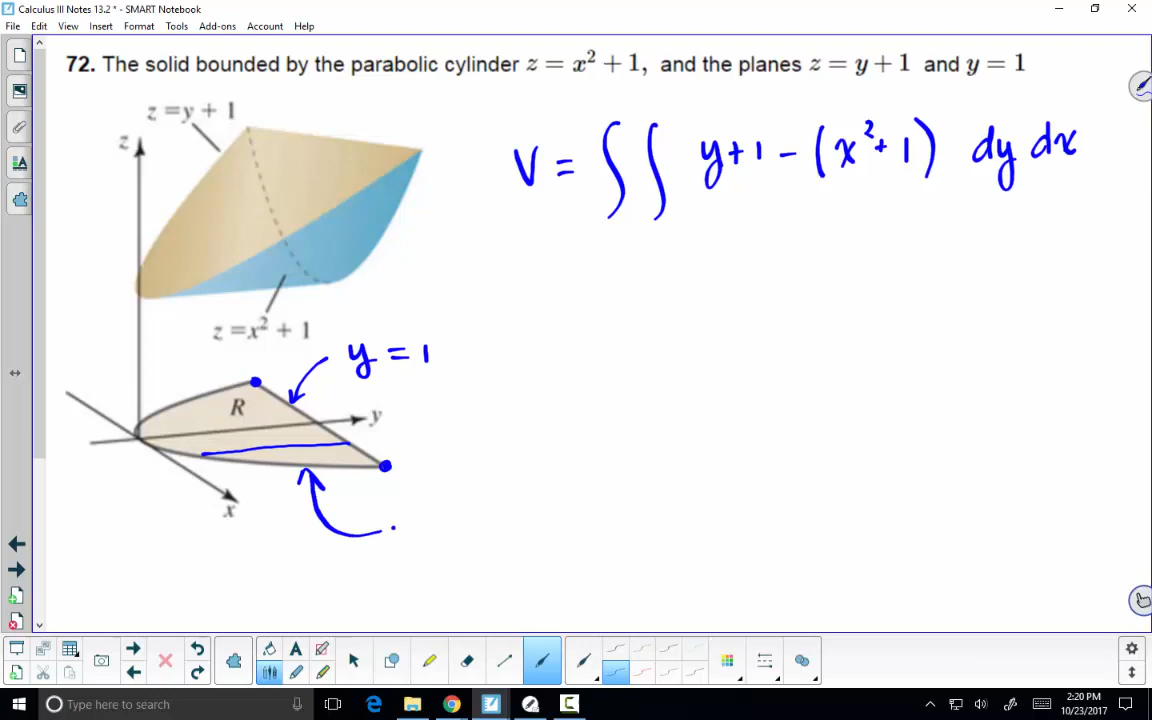 Calculus III Notes 13.2 * - SMART Notebook
File Edit View Insert Format Tools Add-ons Account Help
72. The solid bounded by the parabolic cylinder z = x² + 1, and the planes z = y + 1 and y = 1
z = y + 1
z
V = ∫ ∫ y + 1 - (x² + 1) dy dx
z = x² + 1
y = 1
R
y
x
Type here to search
2:20 PM
10/23/2017